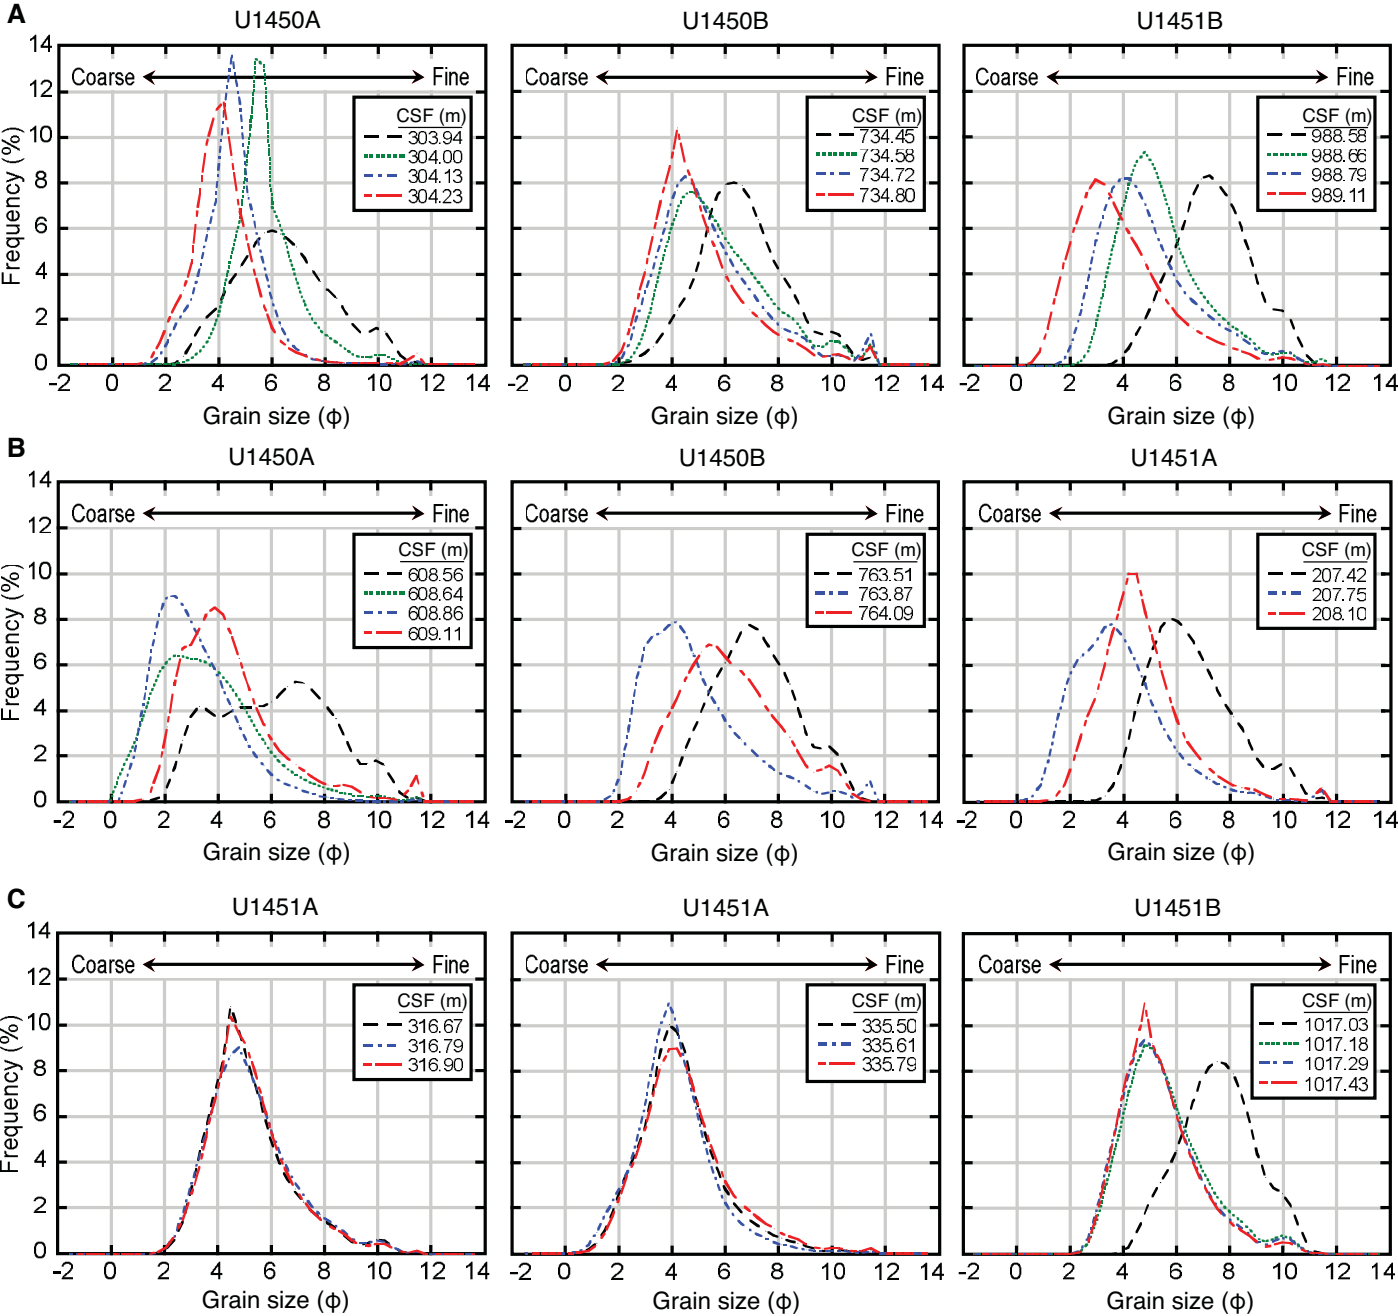 A
U1450A
U1450B
U1451B
14
12
10
8
6
4
2
0
Frequency (%)
Coarse
Fine
CSF (m)
303.94
304.00
304.13
304.23
-2 0 2 4 6 8 10 12 14
Grain size (φ)
Coarse
Fine
CSF (m)
734.45
734.58
734.72
734.80
-2 0 2 4 6 8 10 12 14
Grain size (φ)
Coarse
Fine
CSF (m)
988.58
988.66
988.79
989.11
-2 0 2 4 6 8 10 12 14
Grain size (φ)
B
U1450A
U1450B
U1451A
14
12
10
8
6
4
2
0
Frequency (%)
Coarse
Fine
CSF (m)
608.56
608.64
608.86
609.11
-2 0 2 4 6 8 10 12 14
Grain size (φ)
Coarse
Fine
CSF (m)
763.51
763.87
764.09
-2 0 2 4 6 8 10 12 14
Grain size (φ)
Coarse
Fine
CSF (m)
207.42
207.75
208.10
-2 0 2 4 6 8 10 12 14
Grain size (φ)
C
U1451A
U1451A
U1451B
14
12
10
8
6
4
2
0
Frequency (%)
Coarse
Fine
CSF (m)
316.67
316.79
316.90
-2 0 2 4 6 8 10 12 14
Grain size (φ)
Coarse
Fine
CSF (m)
335.50
335.61
335.79
-2 0 2 4 6 8 10 12 14
Grain size (φ)
Coarse
Fine
CSF (m)
1017.03
1017.18
1017.29
1017.43
-2 0 2 4 6 8 10 12 14
Grain size (φ)